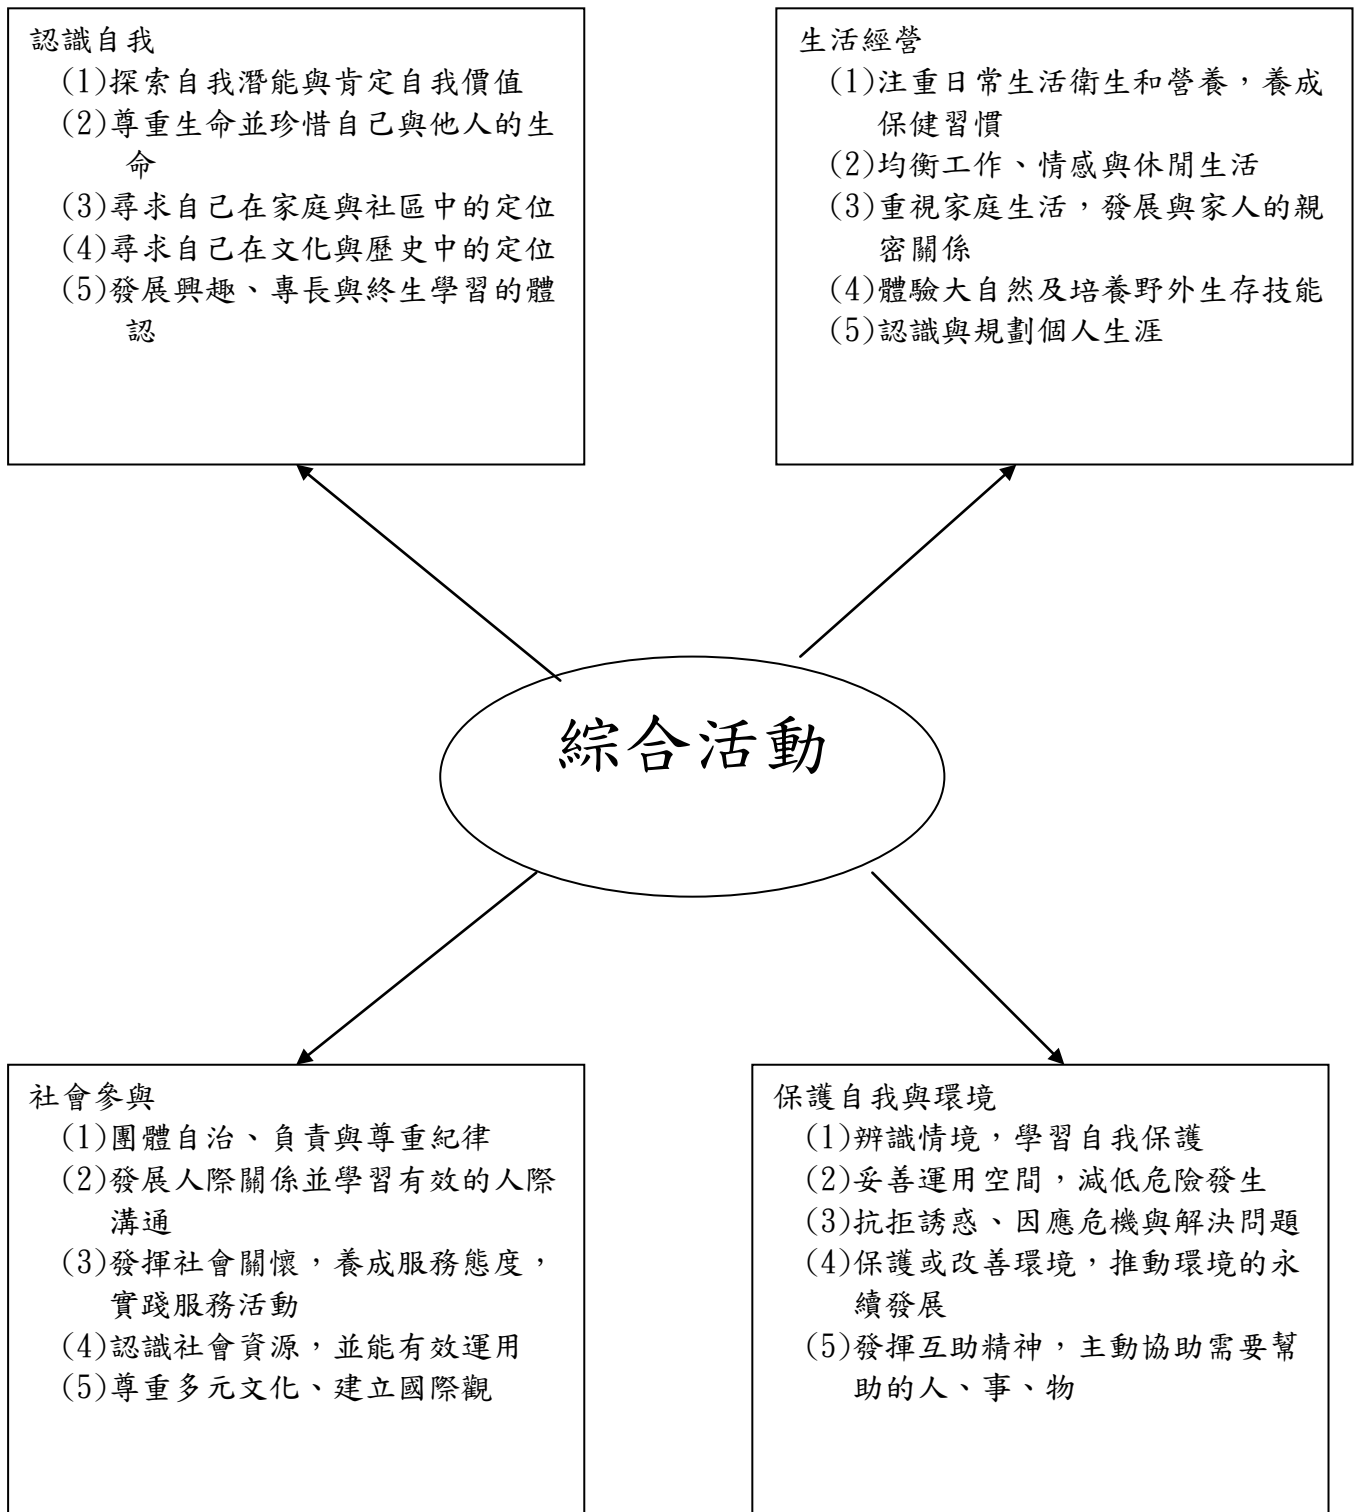 認識自我
(1)探索自我潛能與肯定自我價值
(2)尊重生命並珍惜自己與他人的生
命
(3)尋求自己在家庭與社區中的定位
(4)尋求自己在文化與歷史中的定位
(5)發展興趣、專長與終生學習的體
認
生活經營
(1)注重日常生活衛生和營養，養成
保健習慣
(2)均衡工作、情感與休閒生活
(3)重視家庭生活，發展與家人的親
密關係
(4)體驗大自然及培養野外生存技能
(5)認識與規劃個人生涯
綜合活動
社會參與
(1)團體自治、負責與尊重紀律
(2)發展人際關係並學習有效的人際
溝通
(3)發揮社會關懷，養成服務態度，
實踐服務活動
(4)認識社會資源，並能有效運用
(5)尊重多元文化、建立國際觀
保護自我與環境
(1)辨識情境，學習自我保護
(2)妥善運用空間，減低危險發生
(3)抗拒誘惑、因應危機與解決問題
(4)保護或改善環境，推動環境的永
續發展
(5)發揮互助精神，主動協助需要幫
助的人、事、物